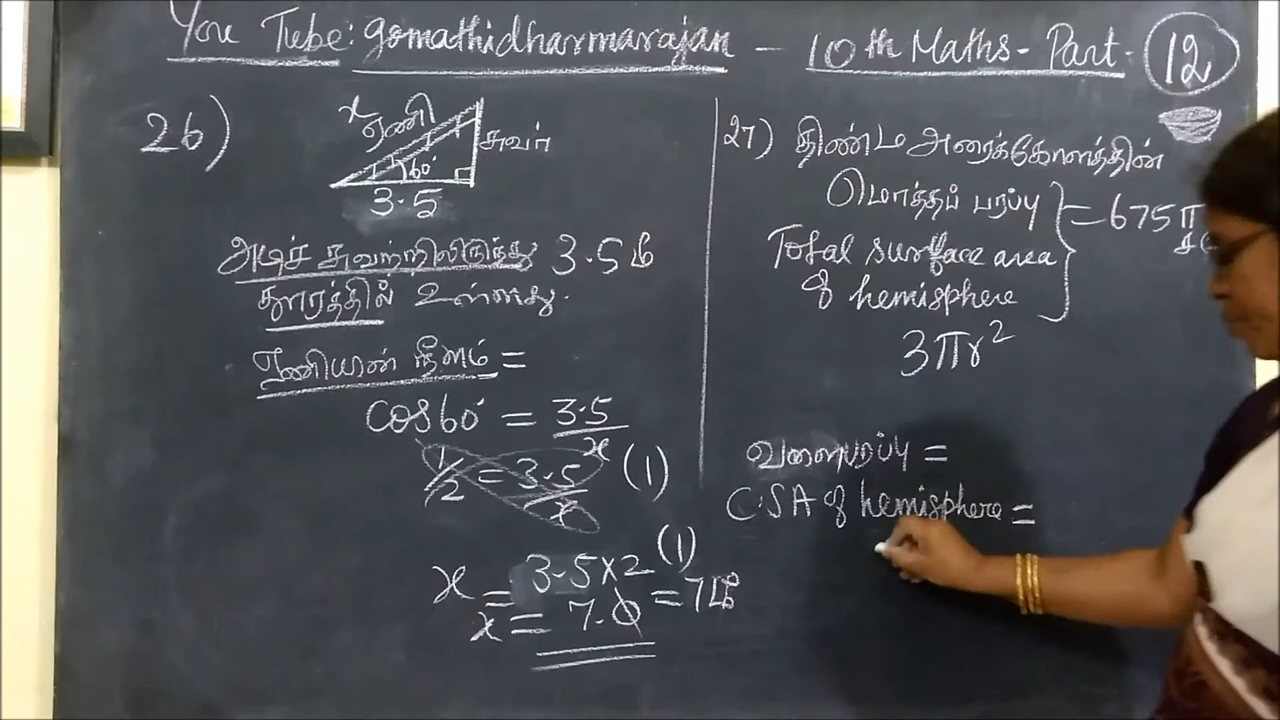 You Tube: gomathidharmarajan - 10th Maths - Part - 12
26)
x
ஏணி
சுவர்
60°
3.5
அடிச் சுவற்றிலிருந்து 3.5 மீ
தூரத்தில் உள்ளது.
ஏணியின் நீளம் =
cos 60° = 3.5/x
1/2 = 3.5/x (1)
x = 3.5x2 (1)
x = 7.0 = 7மீ
27) திண்ம அரைக்கோளத்தின்
மொத்தப் பரப்பு = 675π
Total surface area
of hemisphere
3πr²
வளைபரப்பு =
C.S.A of hemisphere =